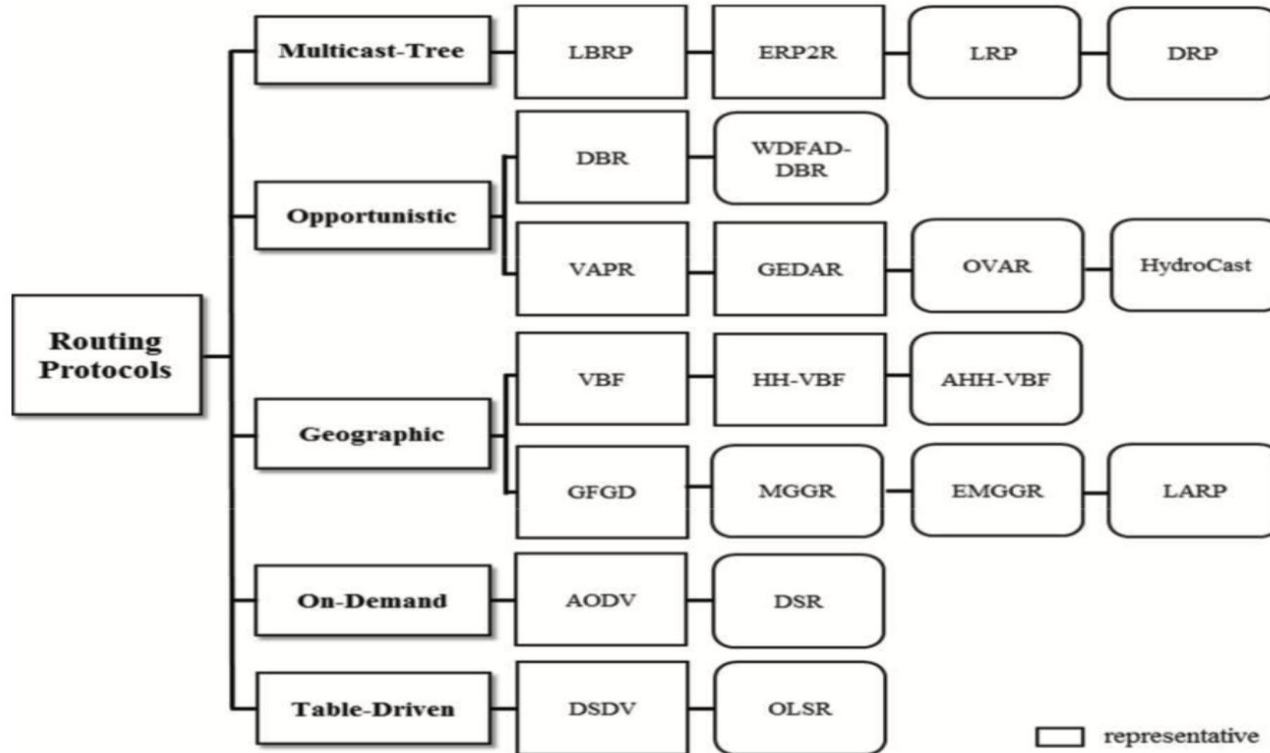 Multicast-Tree
LBRP
ERP2R
LRP
DRP
Opportunistic
DBR
WDFAD-
DBR
VAPR
GEDAR
OVAR
HydroCast
Routing
Protocols
Geographic
VBF
HH-VBF
AHH-VBF
GFGD
MGGR
EMGGR
LARP
On-Demand
AODV
DSR
Table-Driven
DSDV
OLSR
representative